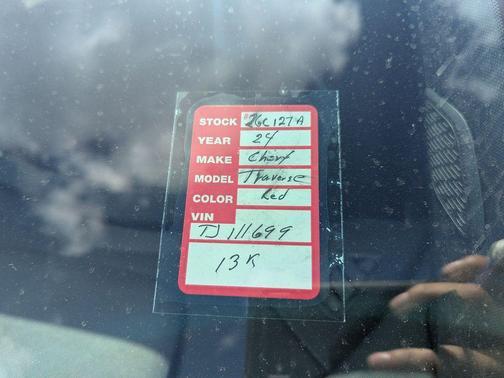 STOCK 26C127A
YEAR 24
MAKE Chevy
MODEL Traverse
COLOR Red
VIN
TJ111699
13K